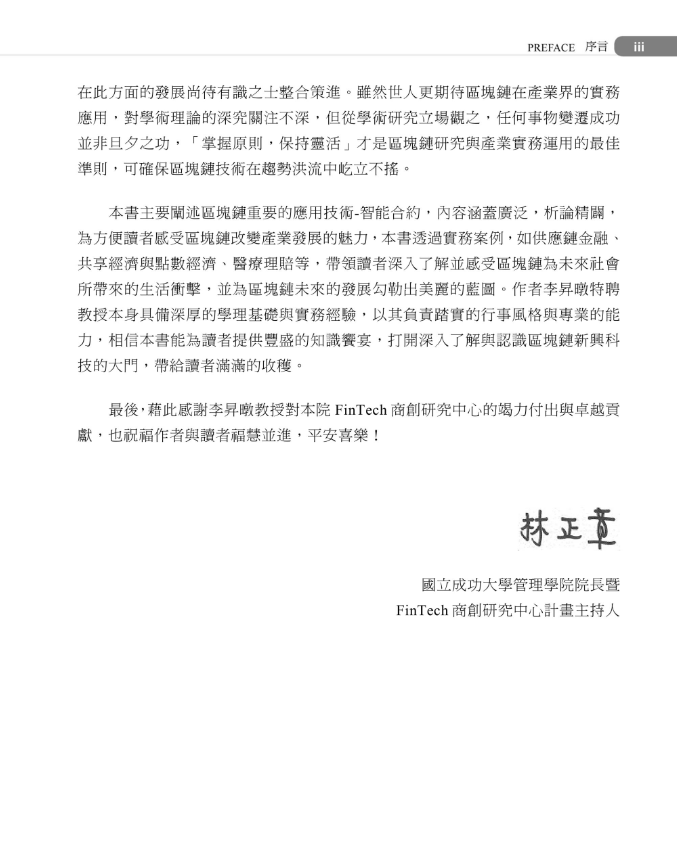 PREFACE 序言 iii
在此方面的發展尚待有識之士整合策進。雖然世人更期待區塊鏈在產業界的實務
應用，對學術理論的深究關注不深，但從學術研究立場觀之，任何事物變遷成功
並非旦夕之功，「掌握原則，保持靈活」才是區塊鏈研究與產業實務運用的最佳
準則，可確保區塊鏈技術在趨勢洪流中屹立不搖。
本書主要闡述區塊鏈重要的應用技術-智能合約，內容涵蓋廣泛，析論精闢，
為方便讀者感受區塊鏈改變產業發展的魅力，本書透過實務案例，如供應鏈金融、
共享經濟與點數經濟、醫療理賠等，帶領讀者深入了解並感受區塊鏈為未來社會
所帶來的生活衝擊，並為區塊鏈未來的發展勾勒出美麗的藍圖。作者李昇暾特聘
教授本身具備深厚的學理基礎與實務經驗，以其負責踏實的行事風格與專業的能
力，相信本書能為讀者提供豐盛的知識饗宴，打開深入了解與認識區塊鏈新興科
技的大門，帶給讀者滿滿的收穫。
最後，藉此感謝李昇暾教授對本院 FinTech 商創研究中心的竭力付出與卓越貢
獻，也祝福作者與讀者福慧並進，平安喜樂！
林正章
國立成功大學管理學院院長暨
FinTech 商創研究中心計畫主持人